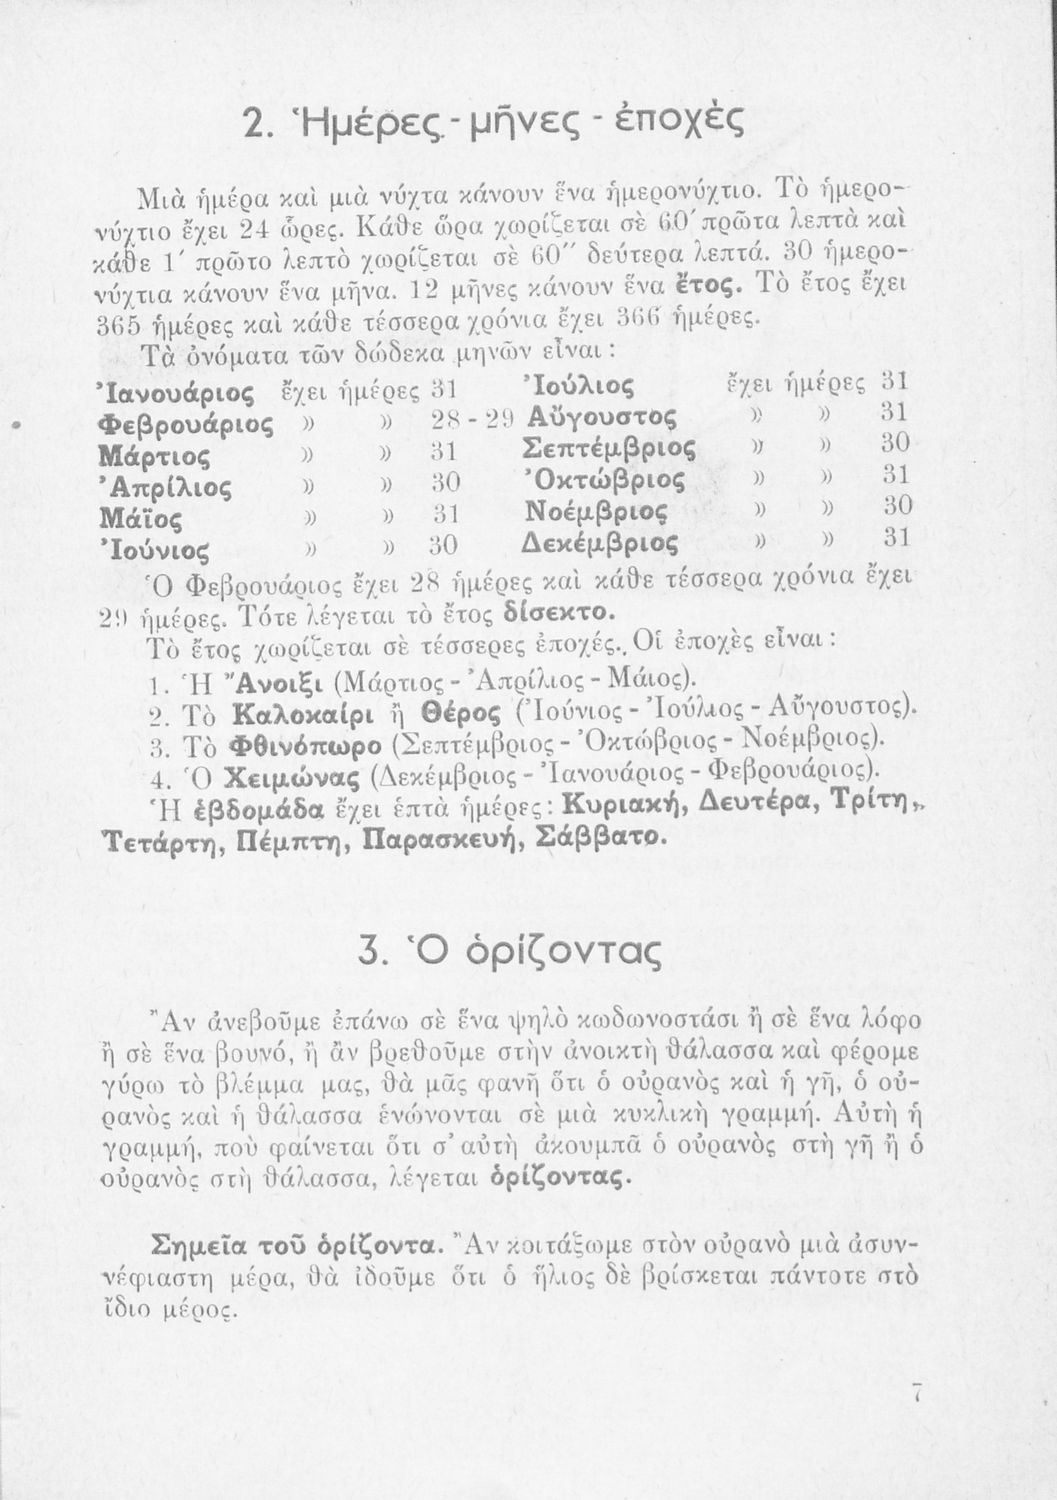 2. Ἡμέρες - μῆνες - ἐποχὲς
Μιὰ ἡμέρα καὶ μιὰ νύχτα κάνουν ἕνα ἡμερονύχτιο. Τὸ ἡμερο-
νύχτιο ἔχει 24 ὧρες. Κάθε ὥρα χωρίζεται σὲ 60΄ πρῶτα λεπτὰ καὶ
κάθε 1΄ πρῶτο λεπτὸ χωρίζεται σὲ 60΄΄ δεύτερα λεπτά. 30 ἡμερο-
νύχτια κάνουν ἕνα μῆνα. 12 μῆνες κάνουν ἕνα ἔτος. Τὸ ἔτος ἔχει
365 ἡμέρες καὶ κάθε τέσσερα χρόνια ἔχει 366 ἡμέρες.
Τὰ ὀνόματα τῶν δώδεκα μηνῶν εἶναι :
Ἰανουάριος ἔχει ἡμέρες 31 Ἰούλιος ἔχει ἡμέρες 31
Φεβρουάριος » » 28 - 29 Αὔγουστος » » 31
Μάρτιος » » 31 Σεπτέμβριος » » 30
Ἀπρίλιος » » 30 Ὀκτώβριος » » 31
Μάϊος » » 31 Νοέμβριος » » 30
Ἰούνιος » » 30 Δεκέμβριος » » 31
Ὁ Φεβρουάριος ἔχει 28 ἡμέρες καὶ κάθε τέσσερα χρόνια ἔχει
29 ἡμέρες. Τότε λέγεται τὸ ἔτος δίσεκτο.
Τὸ ἔτος χωρίζεται σὲ τέσσερες ἐποχές. Οἱ ἐποχὲς εἶναι :
1. Ἡ Ἄνοιξι (Μάρτιος - Ἀπρίλιος - Μάιος).
2. Τὸ Καλοκαίρι ἢ Θέρος (Ἰούνιος - Ἰούλιος - Αὔγουστος).
3. Τὸ Φθινόπωρο (Σεπτέμβριος - Ὀκτώβριος - Νοέμβριος).
4. Ὁ Χειμώνας (Δεκέμβριος - Ἰανουάριος - Φεβρουάριος).
Ἡ ἑβδομάδα ἔχει ἑπτὰ ἡμέρες: Κυριακή, Δευτέρα, Τρίτη,
Τετάρτη, Πέμπτη, Παρασκευή, Σάββατο.
3. Ὁ ὁρίζοντας
Ἂν ἀνεβοῦμε ἐπάνω σὲ ἕνα ψηλὸ κωδωνοστάσι ἢ σὲ ἕνα λόφο
ἢ σὲ ἕνα βουνό, ἢ ἂν βρεθοῦμε στὴν ἀνοικτὴ θάλασσα καὶ φέρομε
γύρω τὸ βλέμμα μας, θὰ μᾶς φανῆ ὅτι ὁ οὐρανὸς καὶ ἡ γῆ, ὁ οὐ-
ρανὸς καὶ ἡ θάλασσα ἑνώνονται σὲ μιὰ κυκλικὴ γραμμή. Αὐτὴ ἡ
γραμμή, ποὺ φαίνεται ὅτι σ' αὐτὴ ἀκουμπᾶ ὁ οὐρανὸς στὴ γῆ ἢ ὁ
οὐρανὸς στὴ θάλασσα, λέγεται ὁρίζοντας.
Σημεῖα τοῦ ὁρίζοντα. Ἂν κοιτάξωμε στὸν οὐρανὸ μιὰ ἀσυν-
νέφιαστη μέρα, θὰ ἰδοῦμε ὅτι ὁ ἥλιος δὲ βρίσκεται πάντοτε στὸ
ἴδιο μέρος.
7